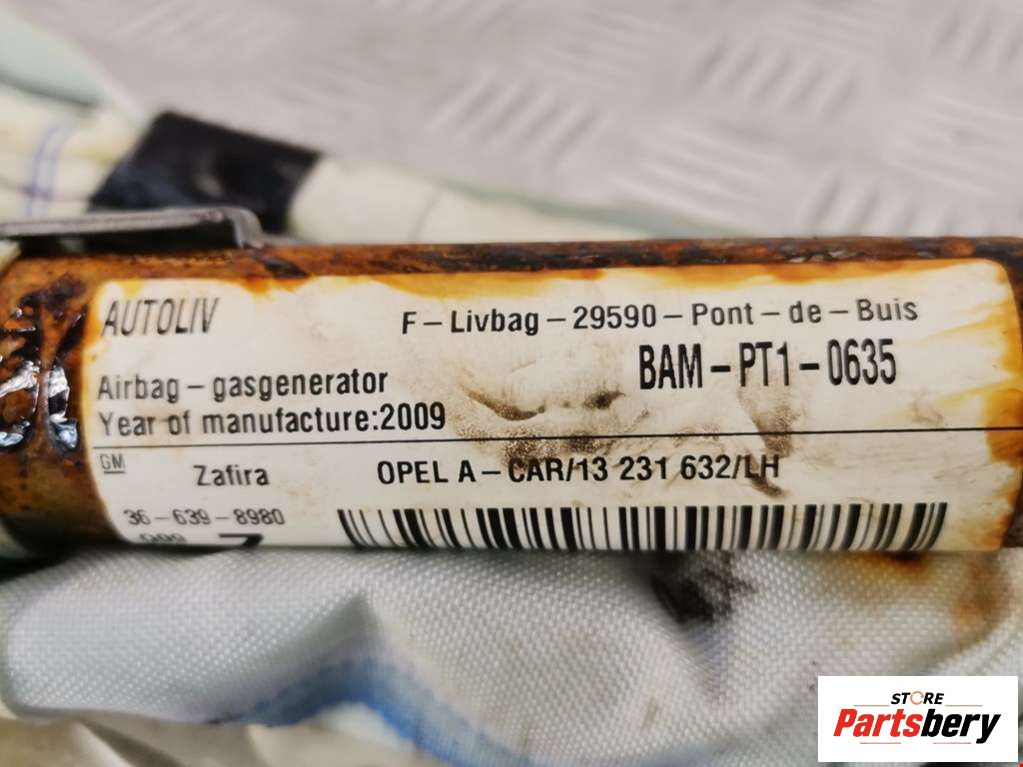 AUTOLIV
F-Livbag-29590-Pont-de-Buis
BAM-PT1-0635
Airbag-gasgenerator
Year of manufacture:2009
GM
Zafira
OPEL A-CAR/13 231 632/LH
36-639-8980
STORE
Partsbery